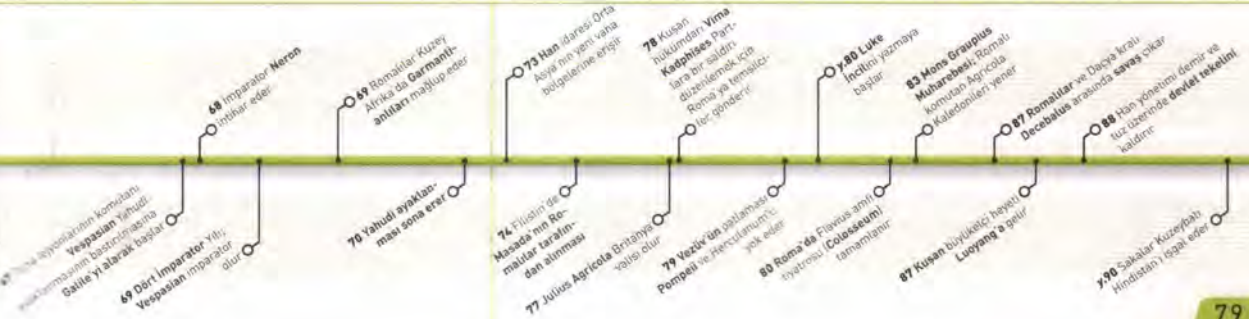 68 İmparator Neron
intihar eder
69 Romalılar Kuzey
Afrika'da Garmanti-
anlıları mağlup eder
73 Han idaresi Orta
Asya'nın yeni vaha
bölgelerine erişir
78 Kuşan
hükümdarı Vima
Kadphises Part-
lara bir saldırı
düzenlemek için
Roma'ya temsilci-
ler gönderir
y.80 Luke
İncilini yazmaya
başlar
83 Mons Graupius
Muharebesi; Romalı
komutan Agricola
Kaledonileri yener
87 Romalılar ve Daçya kralı
Decebalus arasında savaş çıkar
88 Han yönetimi demir ve
tuz üzerinde devlet tekelini
kaldırır
lejyonlarının komutanı
Vespasian Yahudi
ayaklanmasının bastırılmasına
Galile'yi alarak başlar
69 Dört İmparator Yılı;
Vespasian imparator
olur
70 Yahudi ayaklan-
ması sona erer
74 Filistin'de
Masada'nın Ro-
malılar tarafın-
dan alınması
77 Julius Agricola Britanya
valisi olur
79 Vezüv'ün patlaması
Pompeii ve Herculanum'u
yok eder
80 Roma'da Flavius amfi
tiyatrosu (Colosseum)
tamamlanır
87 Kuşan büyükelçi heyeti
Luoyang'a gelir
y.90 Sakalar Kuzeybatı
Hindistan'ı işgal eder
79